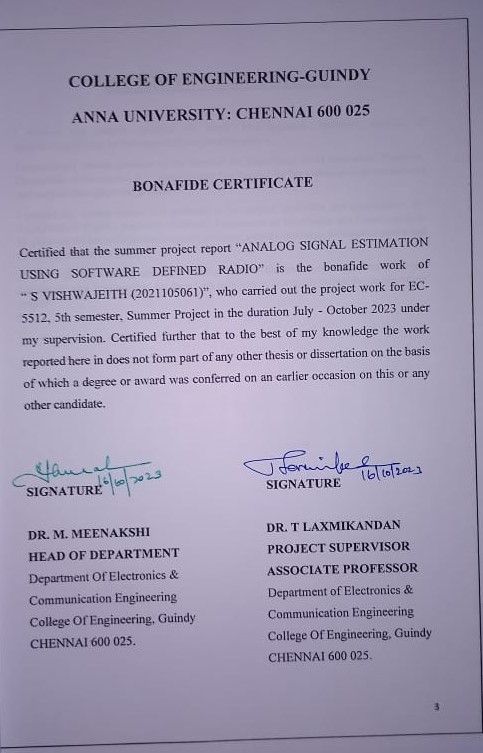 COLLEGE OF ENGINEERING-GUINDY
ANNA UNIVERSITY: CHENNAI 600 025
BONAFIDE CERTIFICATE
Certified that the summer project report “ANALOG SIGNAL ESTIMATION
USING SOFTWARE DEFINED RADIO” is the bonafide work of
“ S VISHWAJEITH (2021105061)”, who carried out the project work for EC-
5512, 5th semester, Summer Project in the duration July - October 2023 under
my supervision. Certified further that to the best of my knowledge the work
reported here in does not form part of any other thesis or dissertation on the basis
of which a degree or award was conferred on an earlier occasion on this or any
other candidate.
16/10/2023
SIGNATURE
DR. M. MEENAKSHI
HEAD OF DEPARTMENT
Department Of Electronics &
Communication Engineering
College Of Engineering, Guindy
CHENNAI 600 025.
16/10/2023
SIGNATURE
DR. T LAXMIKANDAN
PROJECT SUPERVISOR
ASSOCIATE PROFESSOR
Department of Electronics &
Communication Engineering
College Of Engineering, Guindy
CHENNAI 600 025.
3